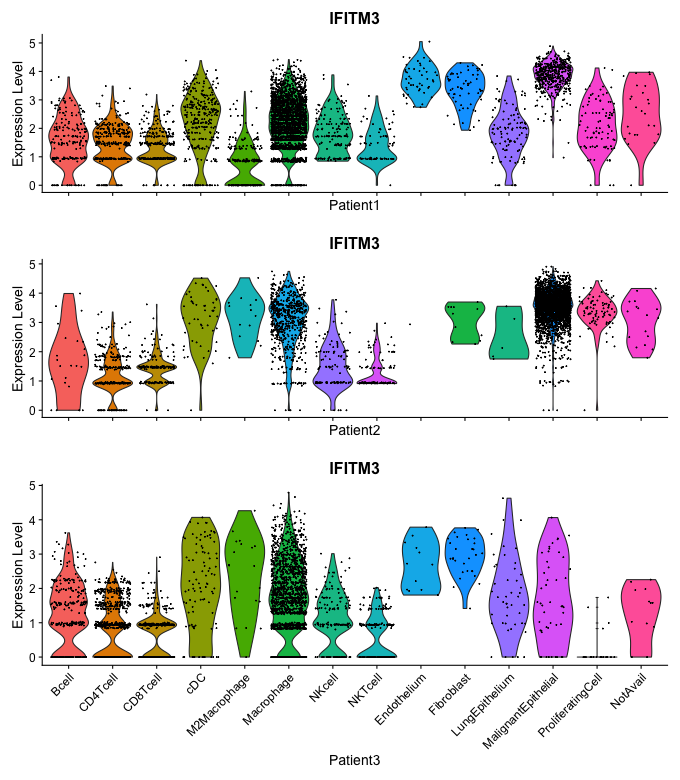 IFITM3
Expression Level
5
4
3
2
1
0
Patient1
IFITM3
Expression Level
5
4
3
2
1
0
Patient2
IFITM3
Expression Level
5
4
3
2
1
0
Bcell
CD4Tcell
CD8Tcell
cDC
M2Macrophage
Macrophage
NKcell
NKTcell
Endothelium
Fibroblast
LungEpithelium
MalignantEpithelial
ProliferatingCell
NotAvail
Patient3